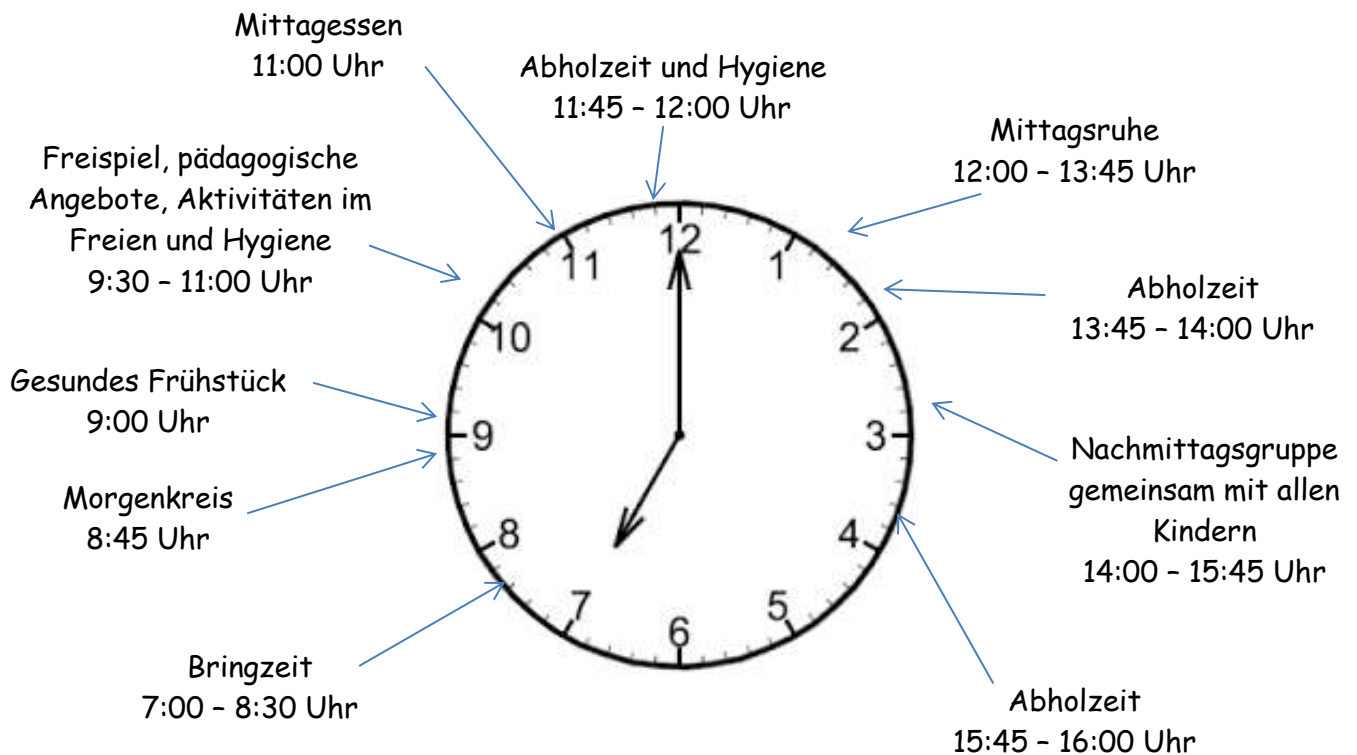 Mittagessen
11:00 Uhr
Abholzeit und Hygiene
11:45 – 12:00 Uhr
Mittagsruhe
12:00 – 13:45 Uhr
Freispiel, pädagogische
Angebote, Aktivitäten im
Freien und Hygiene
9:30 – 11:00 Uhr
Abholzeit
13:45 – 14:00 Uhr
Gesundes Frühstück
9:00 Uhr
Morgenkreis
8:45 Uhr
Nachmittagsgruppe
gemeinsam mit allen
Kindern
14:00 – 15:45 Uhr
Bringzeit
7:00 – 8:30 Uhr
Abholzeit
15:45 – 16:00 Uhr
12
1
2
3
4
5
6
7
8
9
10
11